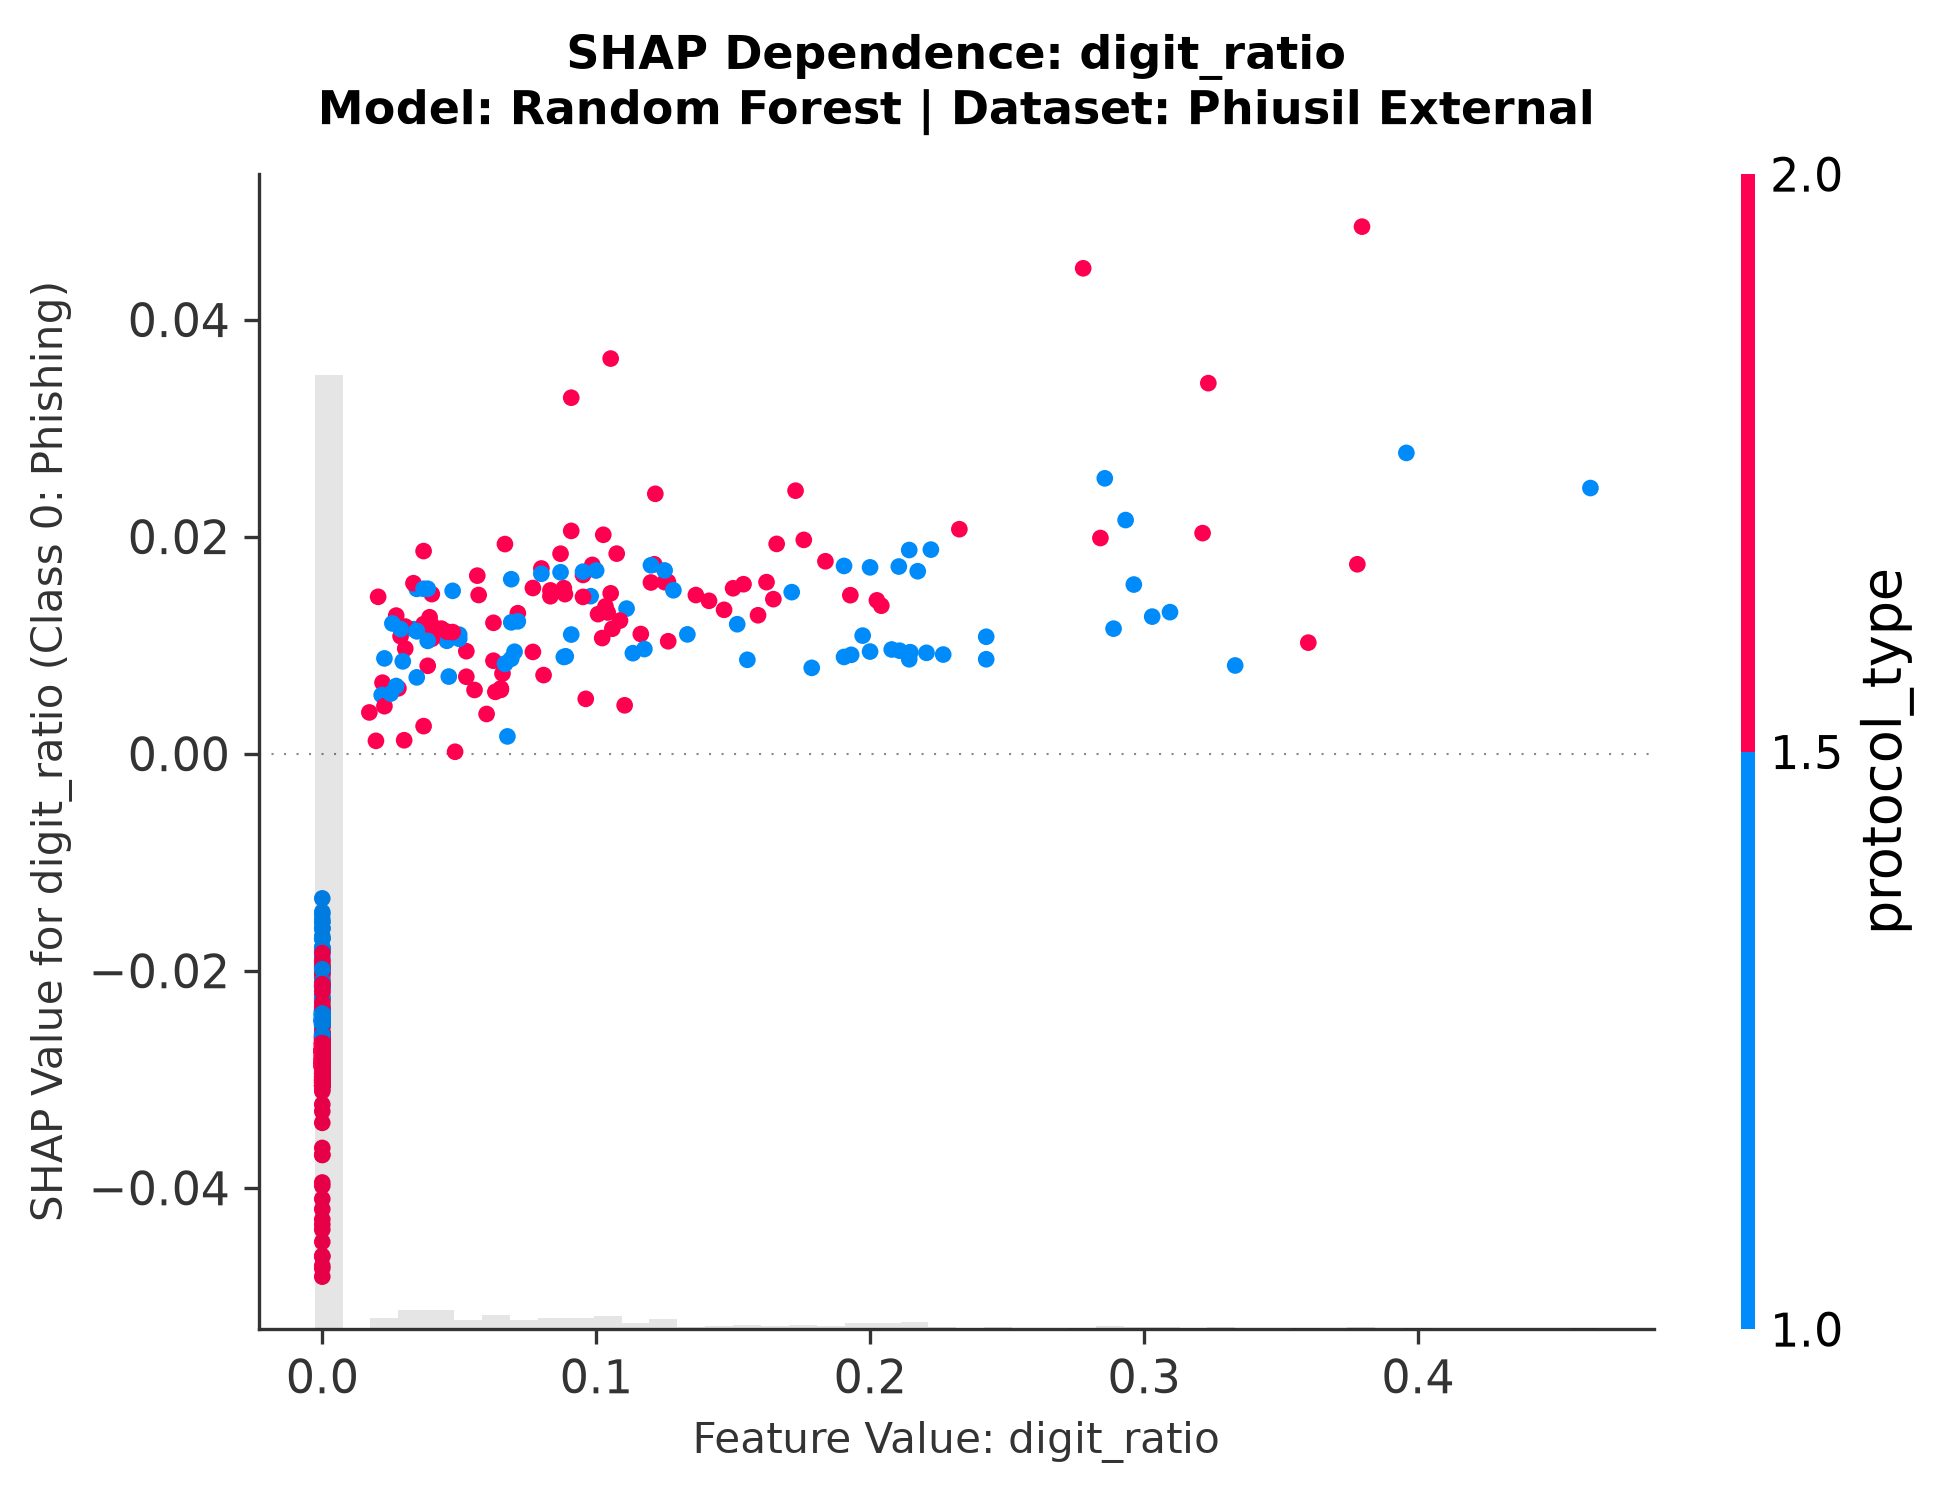 SHAP Dependence: digit_ratio
Model: Random Forest | Dataset: Phiusil External
SHAP Value for digit_ratio (Class 0: Phishing)
0.04
0.02
0.00
−0.02
−0.04
0.0 0.1 0.2 0.3 0.4
Feature Value: digit_ratio
2.0
1.5
1.0
protocol_type